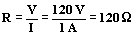 R = V/I = 120 V/1 A = 120 Ω